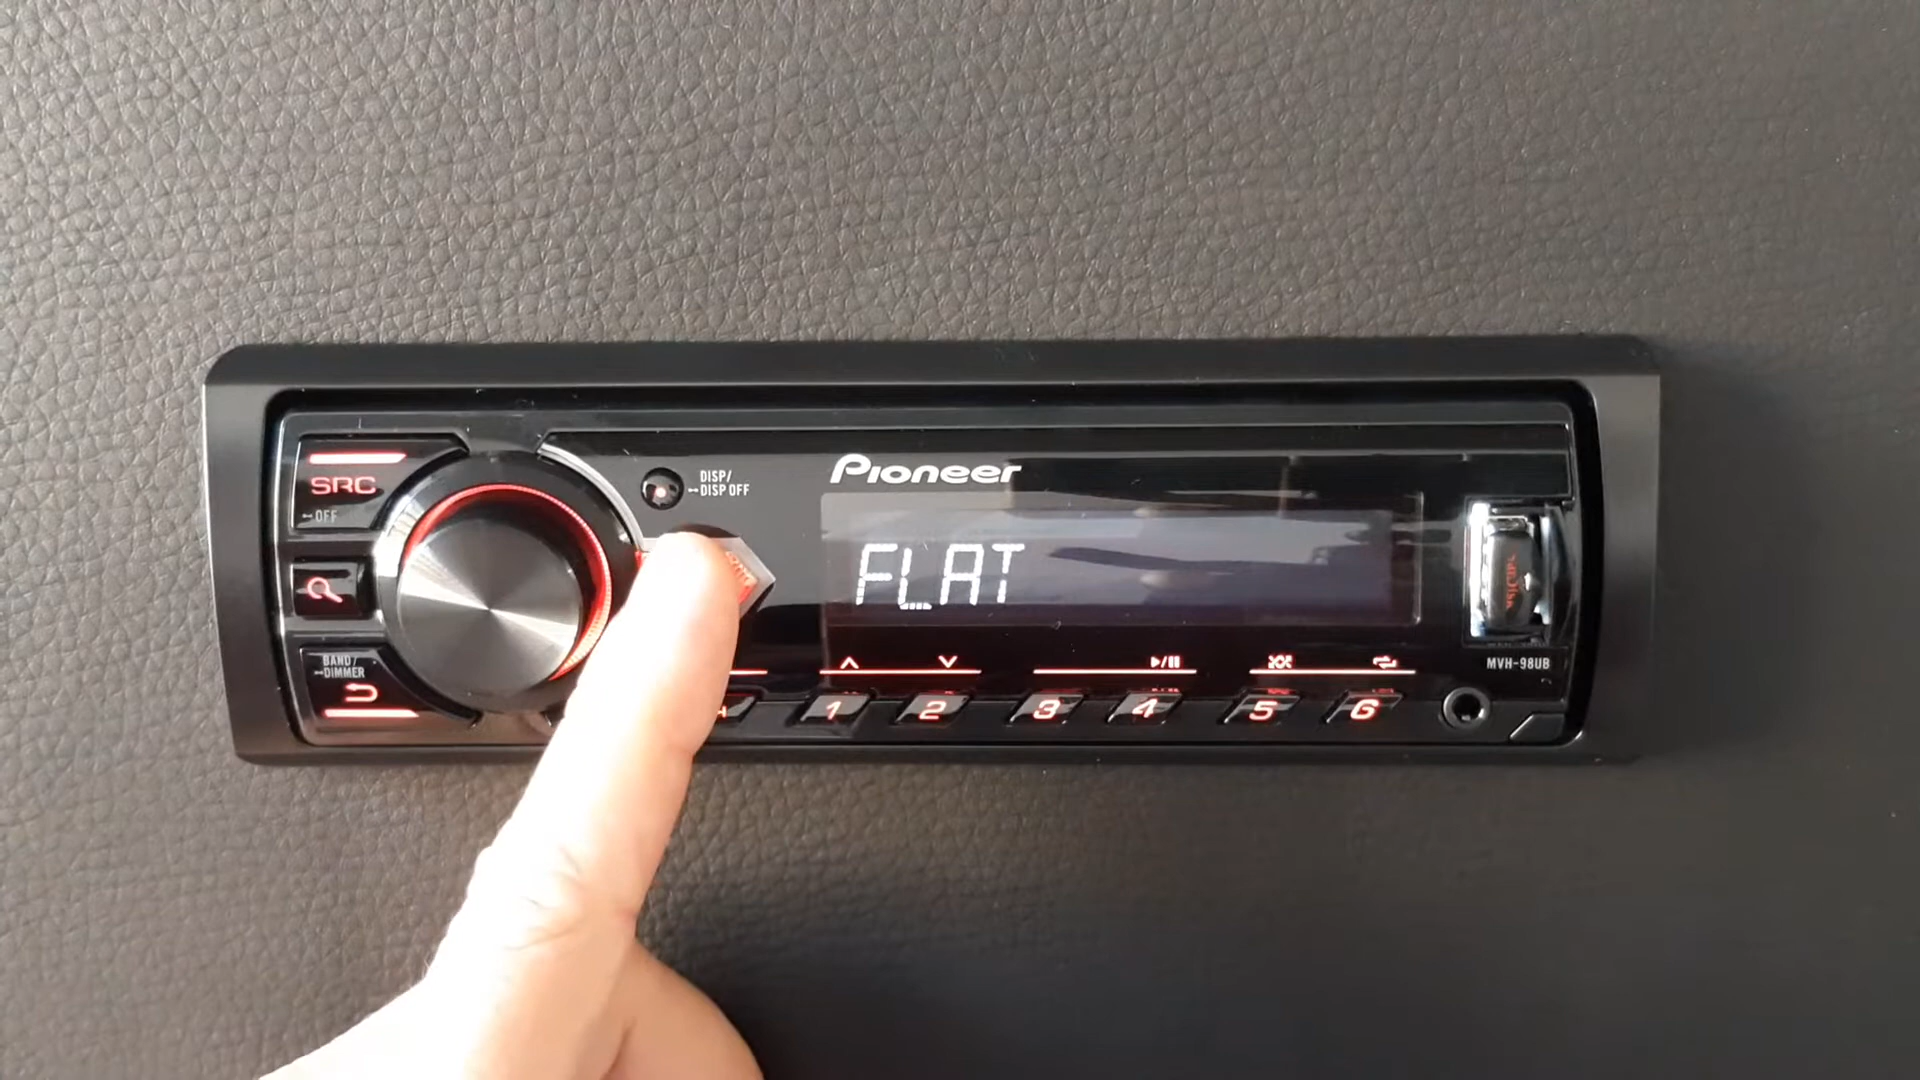 Pioneer
SRC
OFF
DISP/
DISP OFF
FLAT
BAND/
DIMMER
MVH-98UB
1 2 3 4 5 6